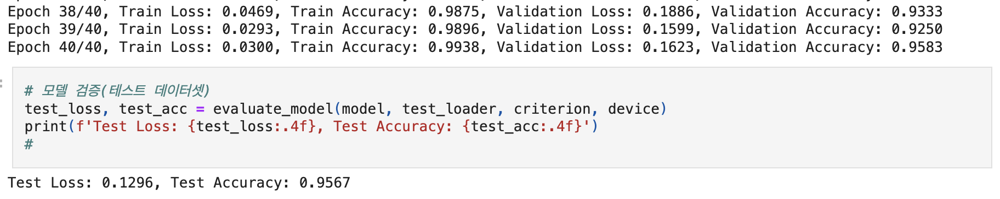 Epoch 38/40, Train Loss: 0.0469, Train Accuracy: 0.9875, Validation Loss: 0.1886, Validation Accuracy: 0.9333
Epoch 39/40, Train Loss: 0.0293, Train Accuracy: 0.9896, Validation Loss: 0.1599, Validation Accuracy: 0.9250
Epoch 40/40, Train Loss: 0.0300, Train Accuracy: 0.9938, Validation Loss: 0.1623, Validation Accuracy: 0.9583
# 모델 검증(테스트 데이터셋)
test_loss, test_acc = evaluate_model(model, test_loader, criterion, device)
print(f'Test Loss: {test_loss:.4f}, Test Accuracy: {test_acc:.4f}')
#
Test Loss: 0.1296, Test Accuracy: 0.9567